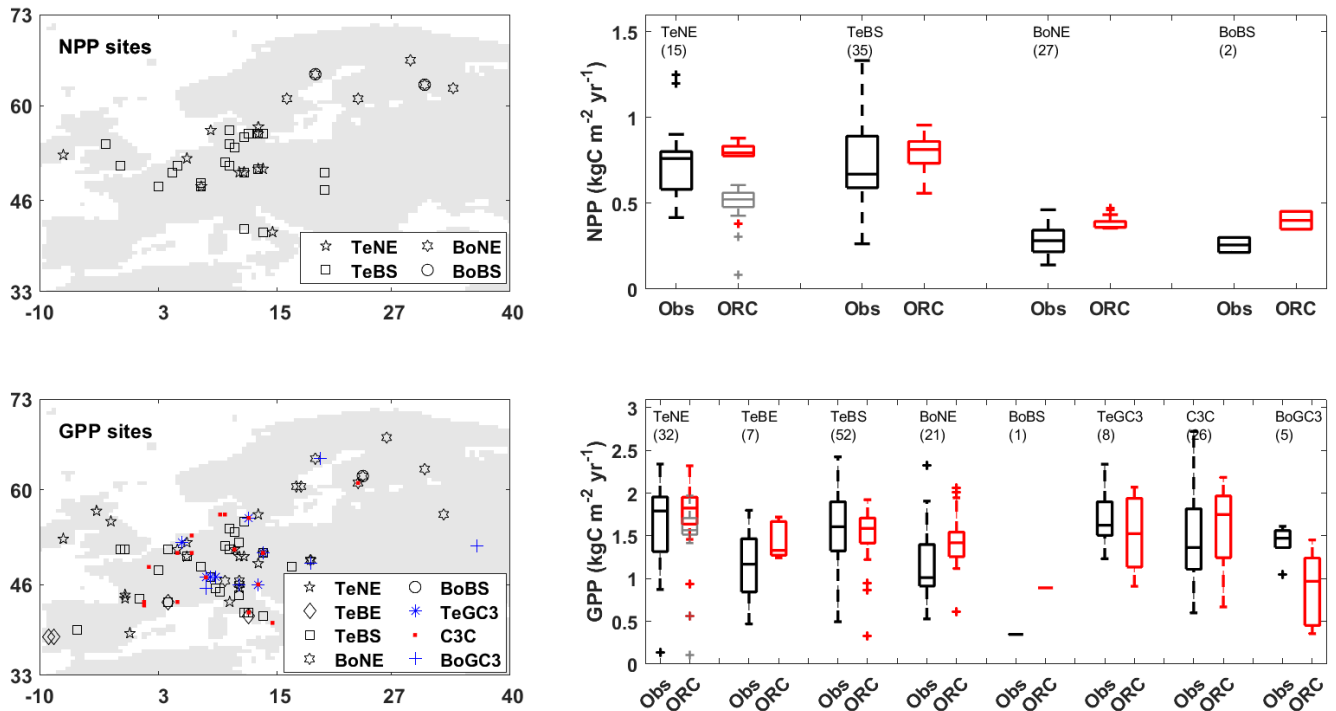 73
60
46
33
NPP sites
TeNE BoNE
TeBS BoBS
-10 3 15 27 40
1.5
1
0.5
0
NPP (kgC m-2 yr-1)
TeNE TeBS BoNE BoBS
(15) (35) (27) (2)
Obs ORC Obs ORC Obs ORC Obs ORC
73
60
46
33
GPP sites
TeNE BoBS
TeBE TeGC3
TeBS C3C
BoNE BoGC3
-10 3 15 27 40
3
2.5
2
1.5
1
0.5
0
GPP (kgC m-2 yr-1)
TeNE TeBE TeBS BoNE BoBS TeGC3 C3C BoGC3
(32) (7) (52) (21) (1) (8) (26) (5)
Obs ORC Obs ORC Obs ORC Obs ORC Obs ORC Obs ORC Obs ORC Obs ORC